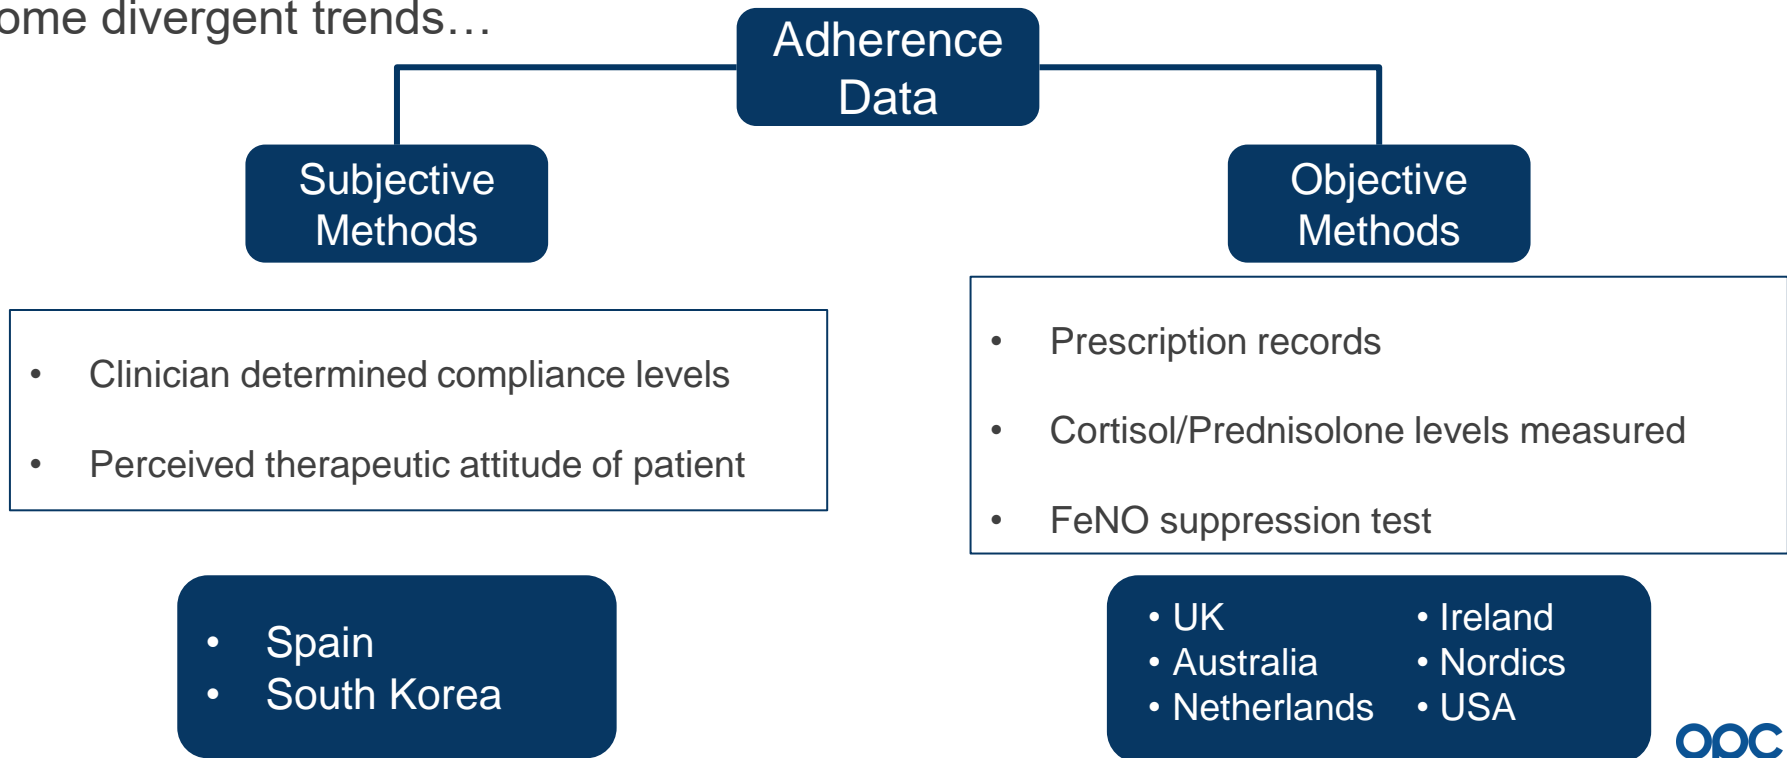 ome divergent trends…
Adherence
Data
Subjective
Methods
Objective
Methods
• Clinician determined compliance levels
• Perceived therapeutic attitude of patient
• Prescription records
• Cortisol/Prednisolone levels measured
• FeNO suppression test
• Spain
• South Korea
• UK
• Australia
• Netherlands
• Ireland
• Nordics
• USA
opc